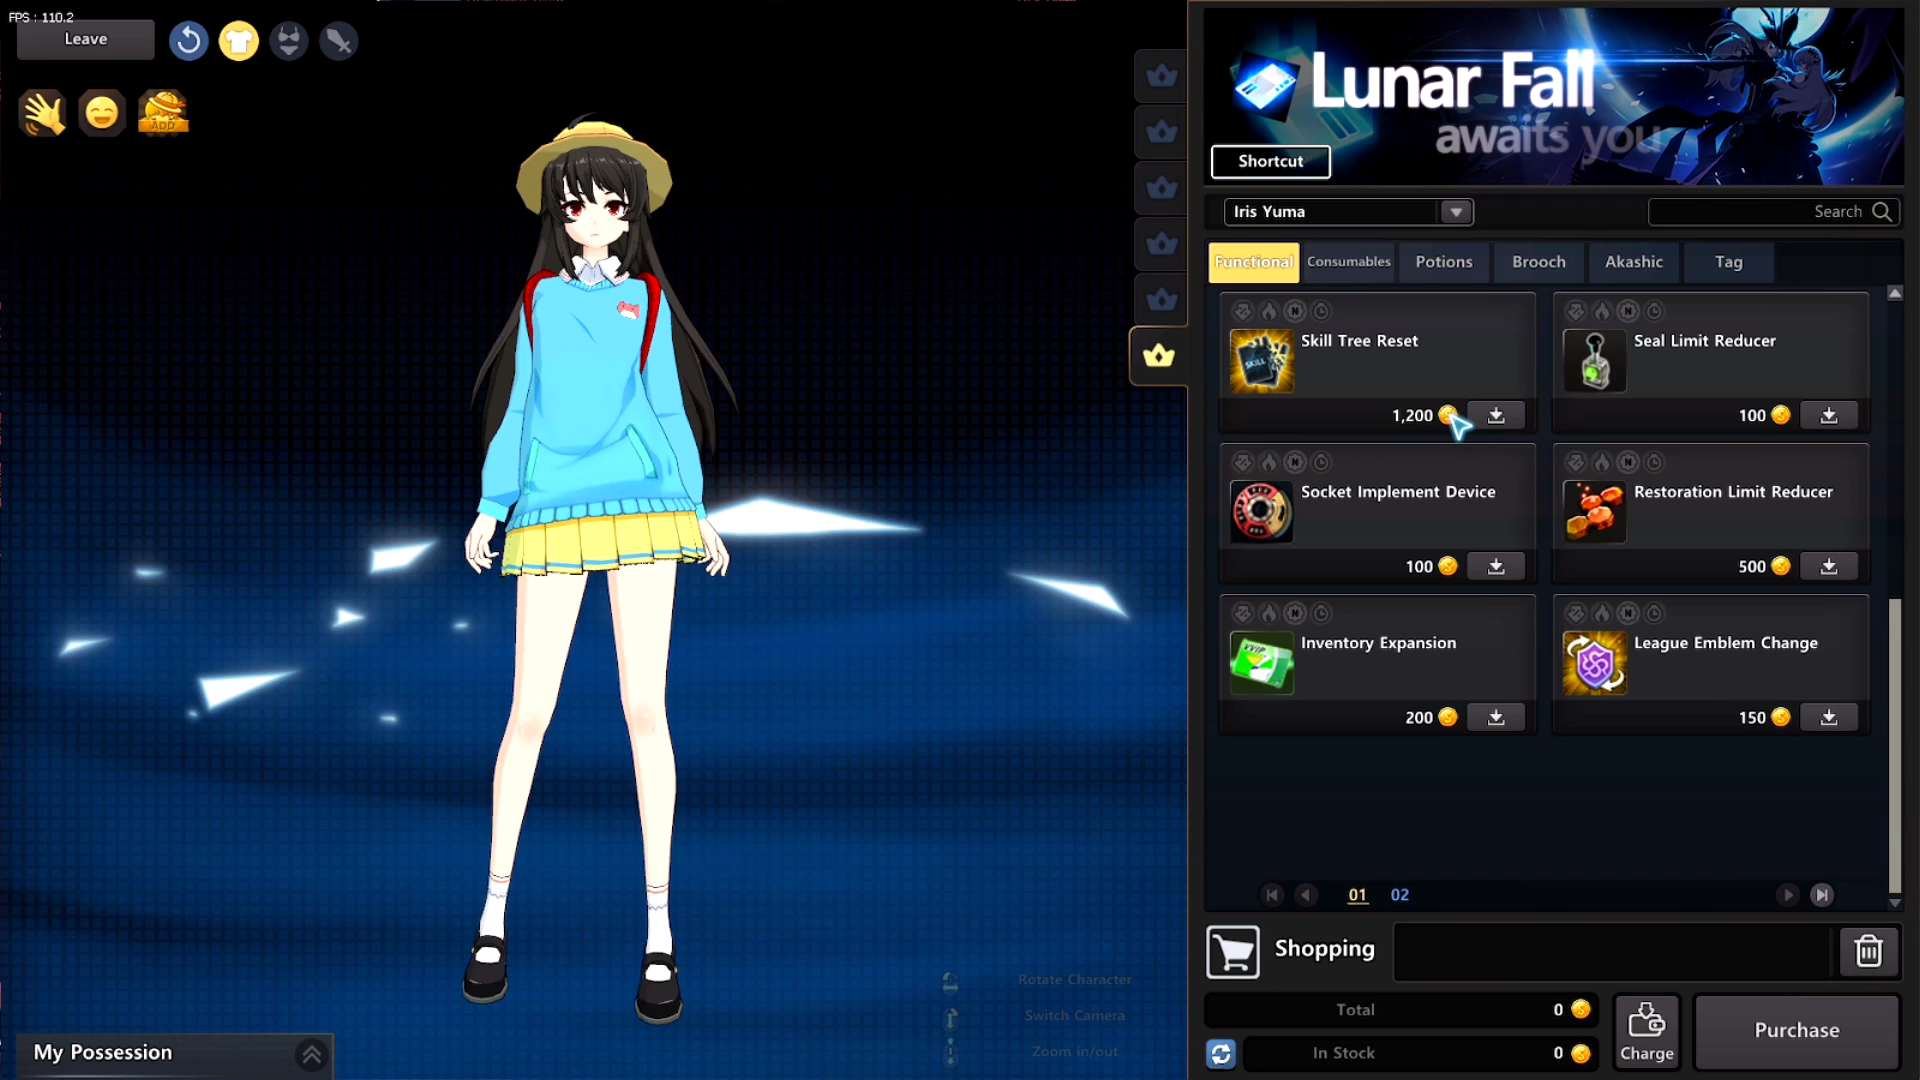 FPS : 110.2
Leave
ADD
Lunar Fall
awaits you
Shortcut
Iris Yuma
Search
Functional
Consumables
Potions
Brooch
Akashic
Tag
Skill Tree Reset
SKILL
1,200
Seal Limit Reducer
100
Socket Implement Device
100
Restoration Limit Reducer
500
Inventory Expansion
VVIP
200
League Emblem Change
150
01 02
Shopping
Rotate Character
Switch Camera
Zoom in/out
Total 0
In Stock 0
Charge
Purchase
My Possession